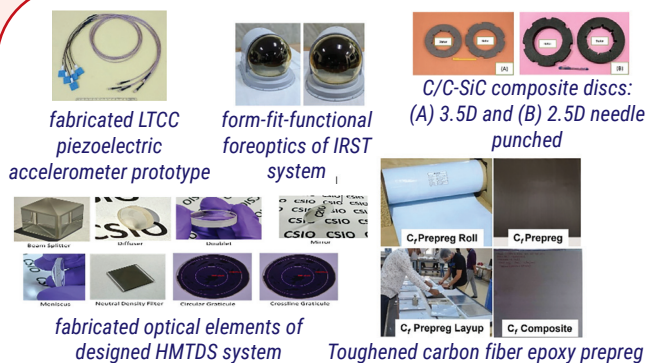 (A)
(B)
fabricated LTCC
piezoelectric
accelerometer prototype
form-fit-functional
foreoptics of IRST
system
C/C-SiC composite discs:
(A) 3.5D and (B) 2.5D needle
punched
CSIO
CSIO
CSIO
Beam Splitter
Diffuser
Doublet
Mirror
Meniscus
Neutral Density Filter
Circular Graticule
Crossline Graticule
fabricated optical elements of
designed HMTDS system
Cf Prepreg Roll
Cf Prepreg
Cf Prepreg Layup
Cf Composite
Toughened carbon fiber epoxy prepreg